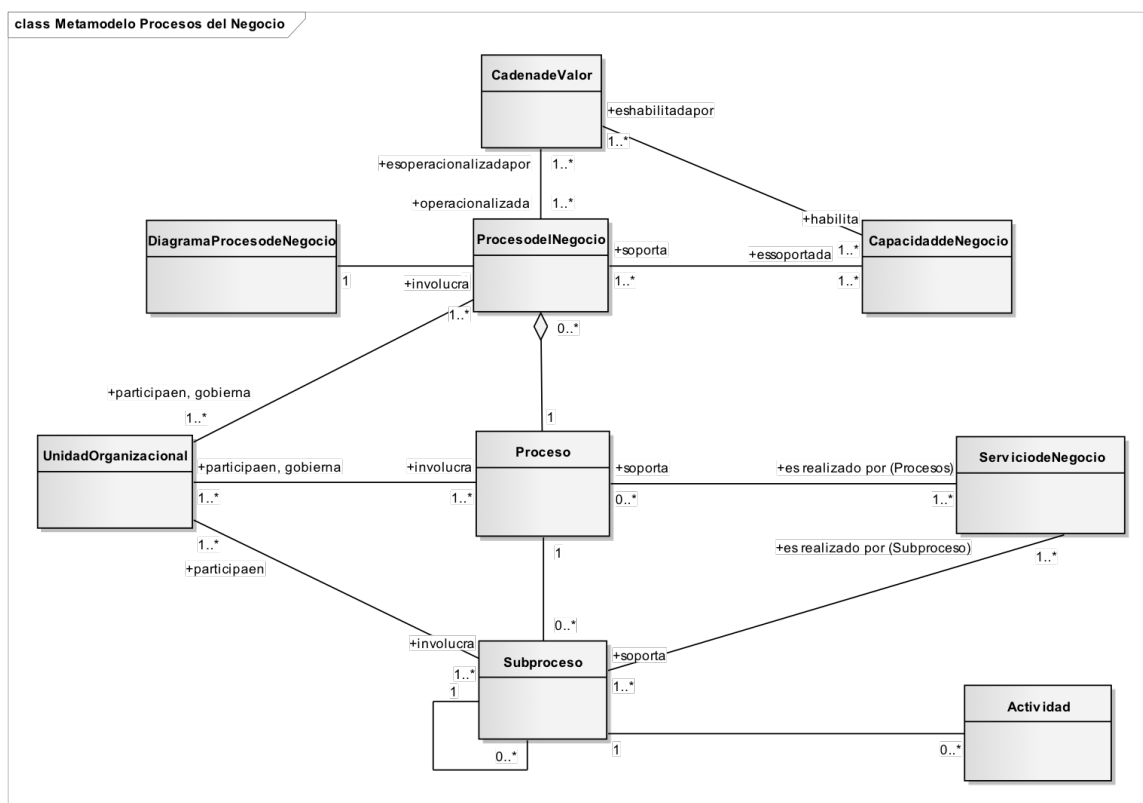 class Metamodelo Procesos del Negocio
CadenadeValor
+eshabilitadapor
1..*
+esoperacionalizadapor
1..*
+operacionalizada
1..*
+habilita
1..*
DiagramaProcesodeNegocio
1
ProcesodelNegocio
+soporta
1..*
+essoportada
1..*
CapacidaddeNegocio
+involucra
1..*
0..*
+participaen, gobierna
1..*
1
UnidadOrganizacional
+participaen, gobierna
1..*
+involucra
1..*
Proceso
+soporta
0..*
+es realizado por (Procesos)
1..*
ServiciodeNegocio
1..*
+participaen
1
+es realizado por (Subproceso)
1..*
0..*
+involucra
1..*
Subproceso
+soporta
1..*
1
0..*
1
0..*
Actividad